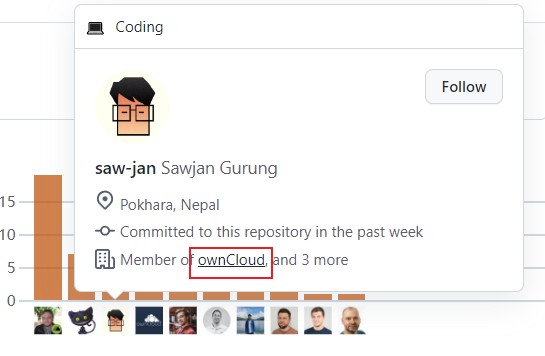 Coding
Follow
saw-jan Sawjan Gurung
Pokhara, Nepal
Committed to this repository in the past week
Member of ownCloud, and 3 more
15
10
5
0